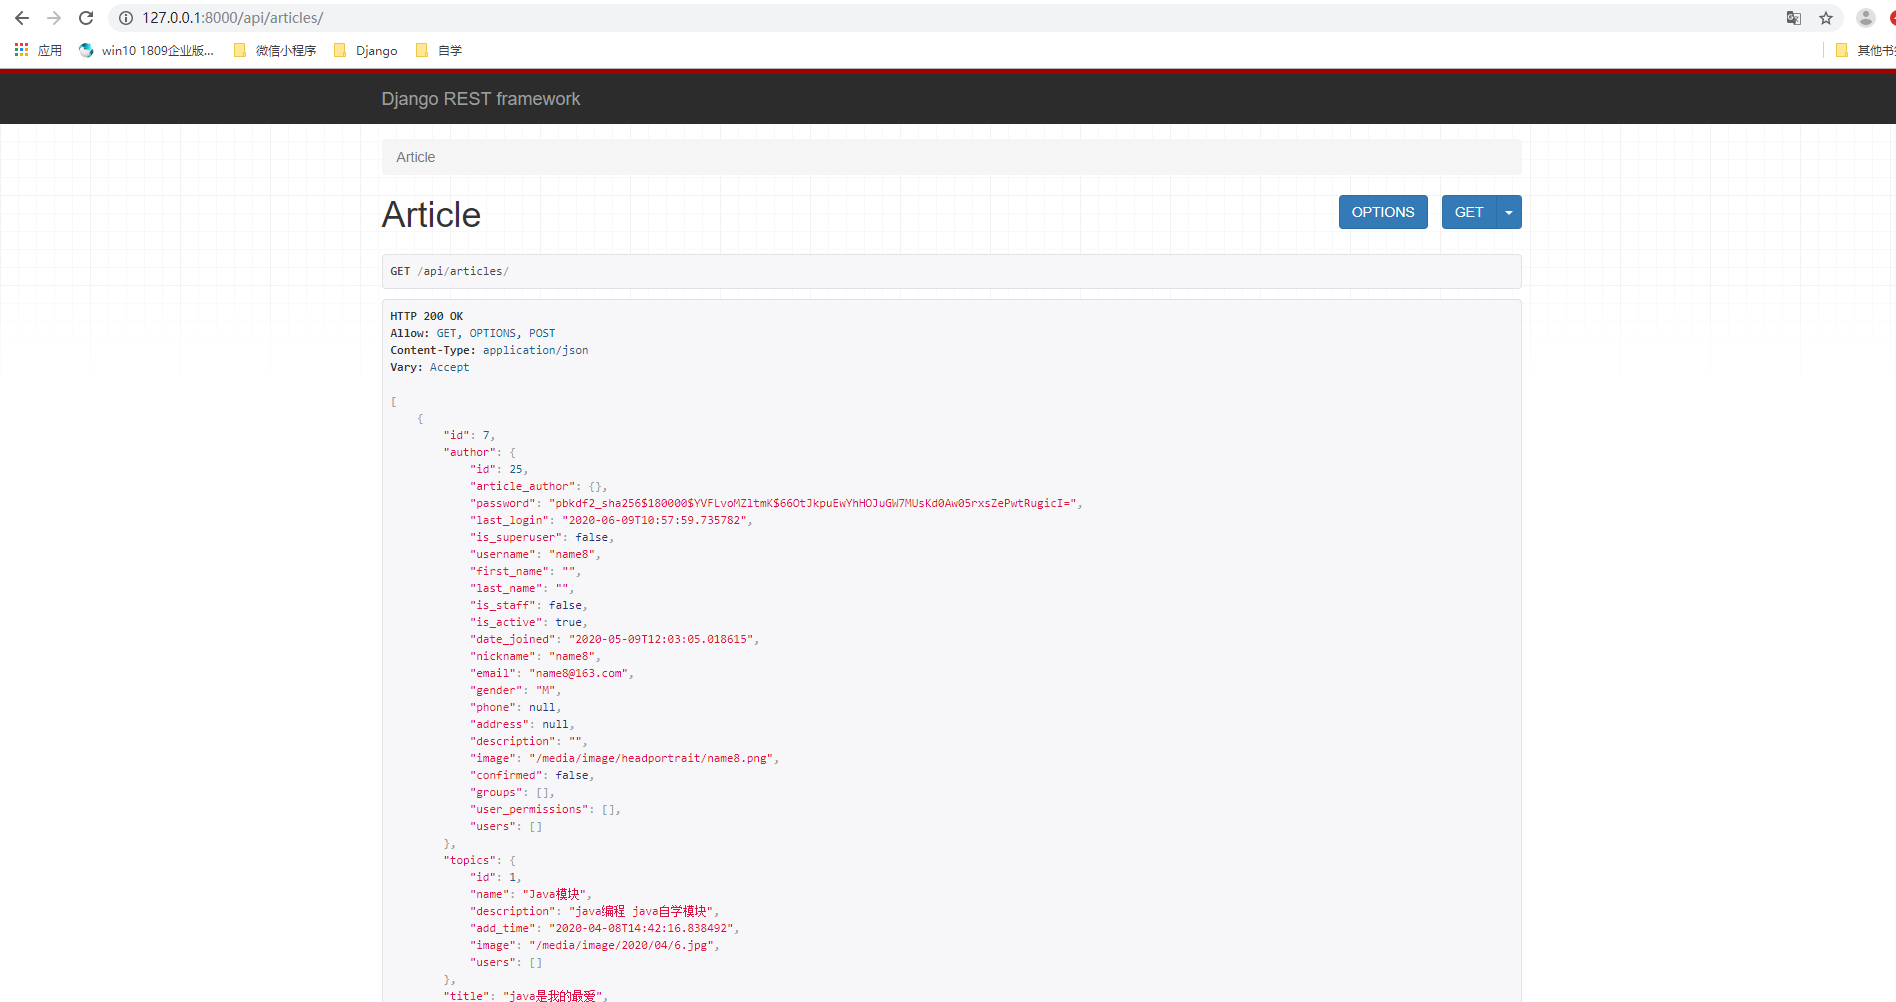 127.0.0.1:8000/api/articles/
应用 win10 1809企业版... 微信小程序 Django 自学 其他书
Django REST framework
Article
Article
OPTIONS GET
GET /api/articles/
HTTP 200 OK
Allow: GET, OPTIONS, POST
Content-Type: application/json
Vary: Accept
[
{
"id": 7,
"author": {
"id": 25,
"article_author": {},
"password": "pbkdf2_sha256$180000$YVFLvoMZltmK$66OtJkpuEwYhHOJuGW7MUsKd0Aw05rxsZePwtRugicI=",
"last_login": "2020-06-09T10:57:59.735782",
"is_superuser": false,
"username": "name8",
"first_name": "",
"last_name": "",
"is_staff": false,
"is_active": true,
"date_joined": "2020-05-09T12:03:05.018615",
"nickname": "name8",
"email": "name8@163.com",
"gender": "M",
"phone": null,
"address": null,
"description": "",
"image": "/media/image/headportrait/name8.png",
"confirmed": false,
"groups": [],
"user_permissions": [],
"users": []
},
"topics": {
"id": 1,
"name": "Java模块",
"description": "java编程 java自学模块",
"add_time": "2020-04-08T14:42:16.838492",
"image": "/media/image/2020/04/6.jpg",
"users": []
},
"title": "java是我的最爱",